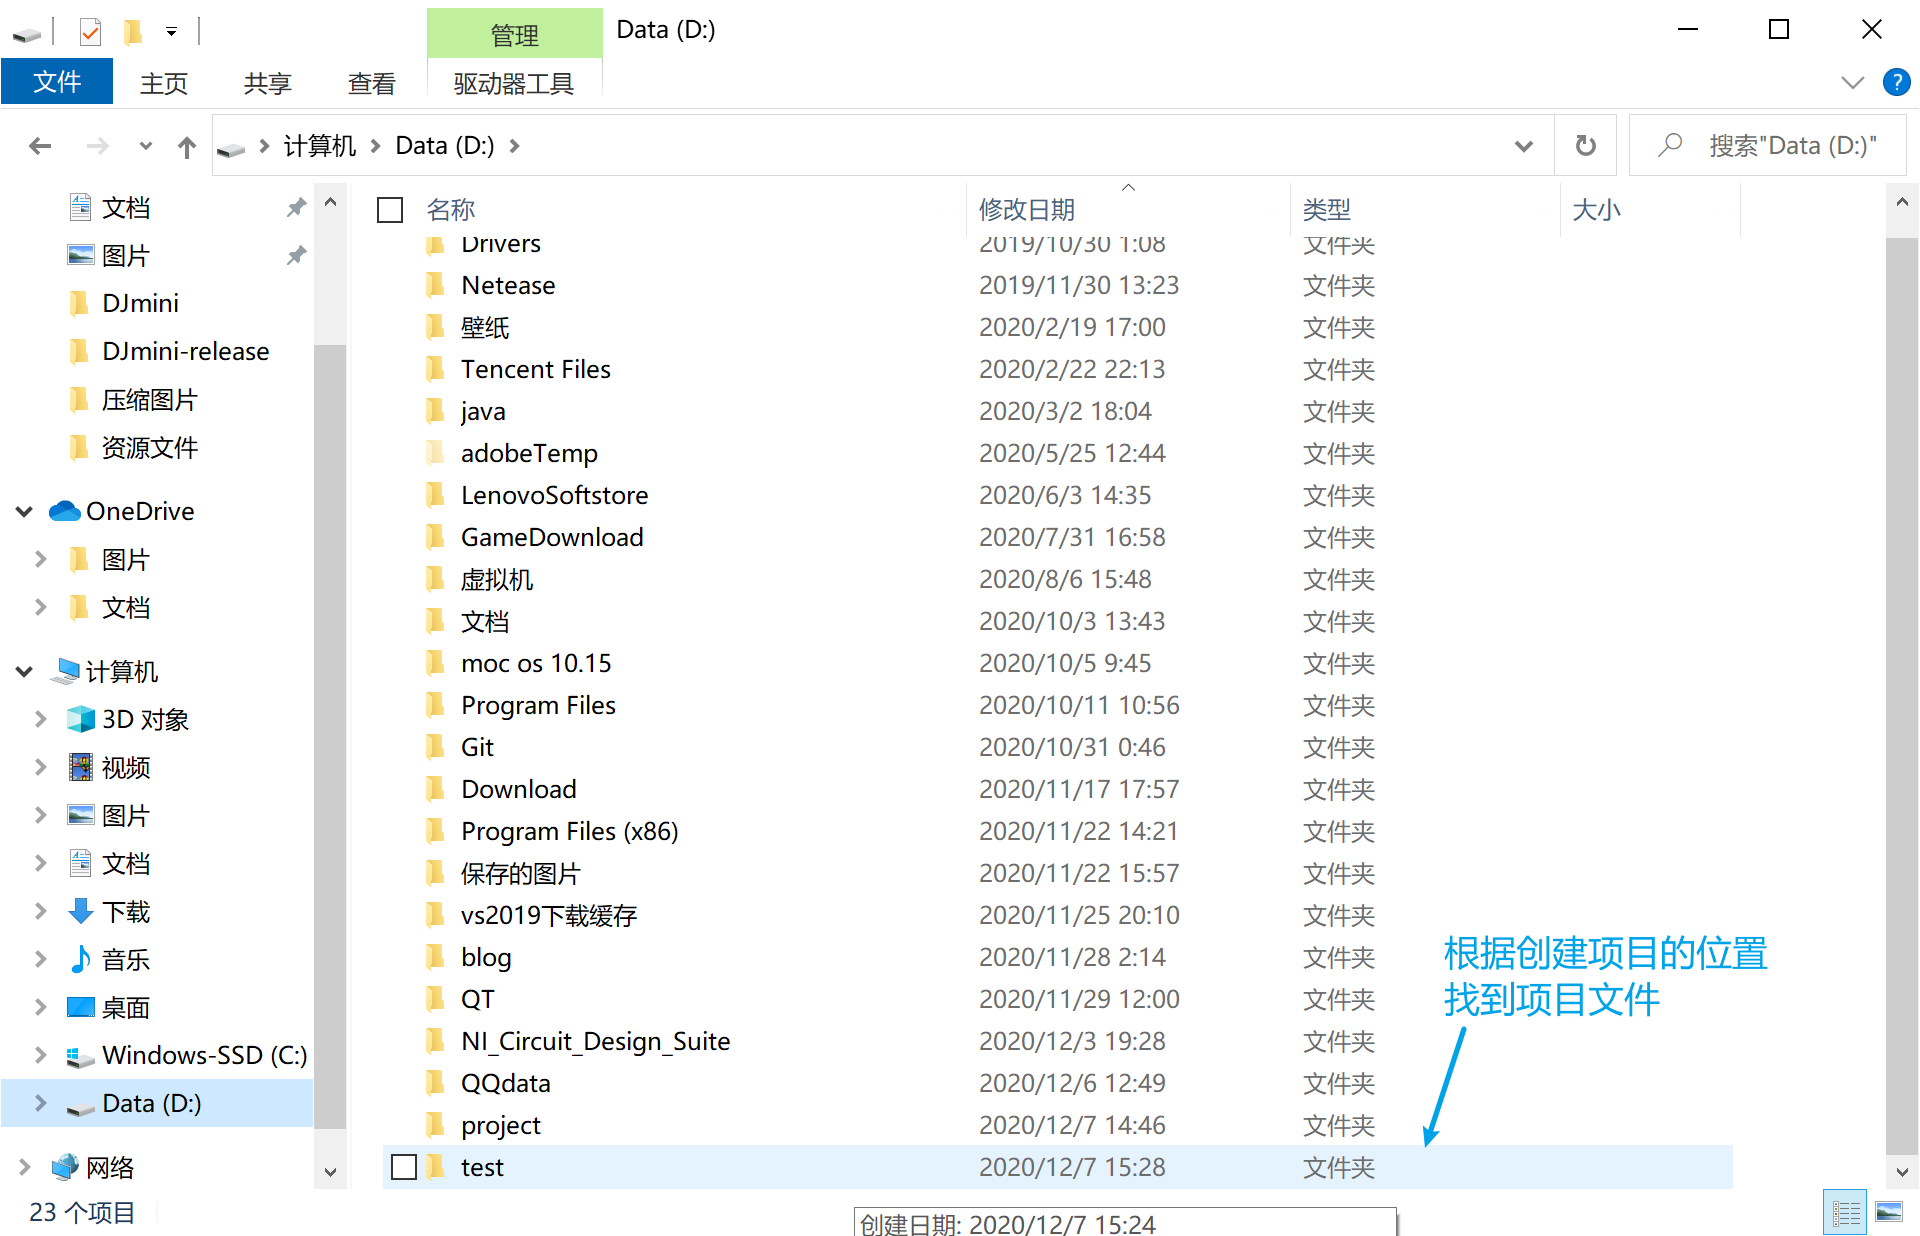 管理
Data (D:)
文件
主页
共享
查看
驱动器工具
计算机
Data (D:)
搜索"Data (D:)"
文档
图片
DJmini
DJmini-release
压缩图片
资源文件
OneDrive
图片
文档
计算机
3D 对象
视频
图片
文档
下载
音乐
桌面
Windows-SSD (C:)
Data (D:)
网络
名称 修改日期 类型 大小
Drivers 2019/10/30 1:08 文件夹
Netease 2019/11/30 13:23 文件夹
壁纸 2020/2/19 17:00 文件夹
Tencent Files 2020/2/22 22:13 文件夹
java 2020/3/2 18:04 文件夹
adobeTemp 2020/5/25 12:44 文件夹
LenovoSoftstore 2020/6/3 14:35 文件夹
GameDownload 2020/7/31 16:58 文件夹
虚拟机 2020/8/6 15:48 文件夹
文档 2020/10/3 13:43 文件夹
moc os 10.15 2020/10/5 9:45 文件夹
Program Files 2020/10/11 10:56 文件夹
Git 2020/10/31 0:46 文件夹
Download 2020/11/17 17:57 文件夹
Program Files (x86) 2020/11/22 14:21 文件夹
保存的图片 2020/11/22 15:57 文件夹
vs2019下载缓存 2020/11/25 20:10 文件夹
blog 2020/11/28 2:14 文件夹
QT 2020/11/29 12:00 文件夹
NI_Circuit_Design_Suite 2020/12/3 19:28 文件夹
QQdata 2020/12/6 12:49 文件夹
project 2020/12/7 14:46 文件夹
test 2020/12/7 15:28 文件夹
根据创建项目的位置
找到项目文件
23 个项目
创建日期: 2020/12/7 15:24